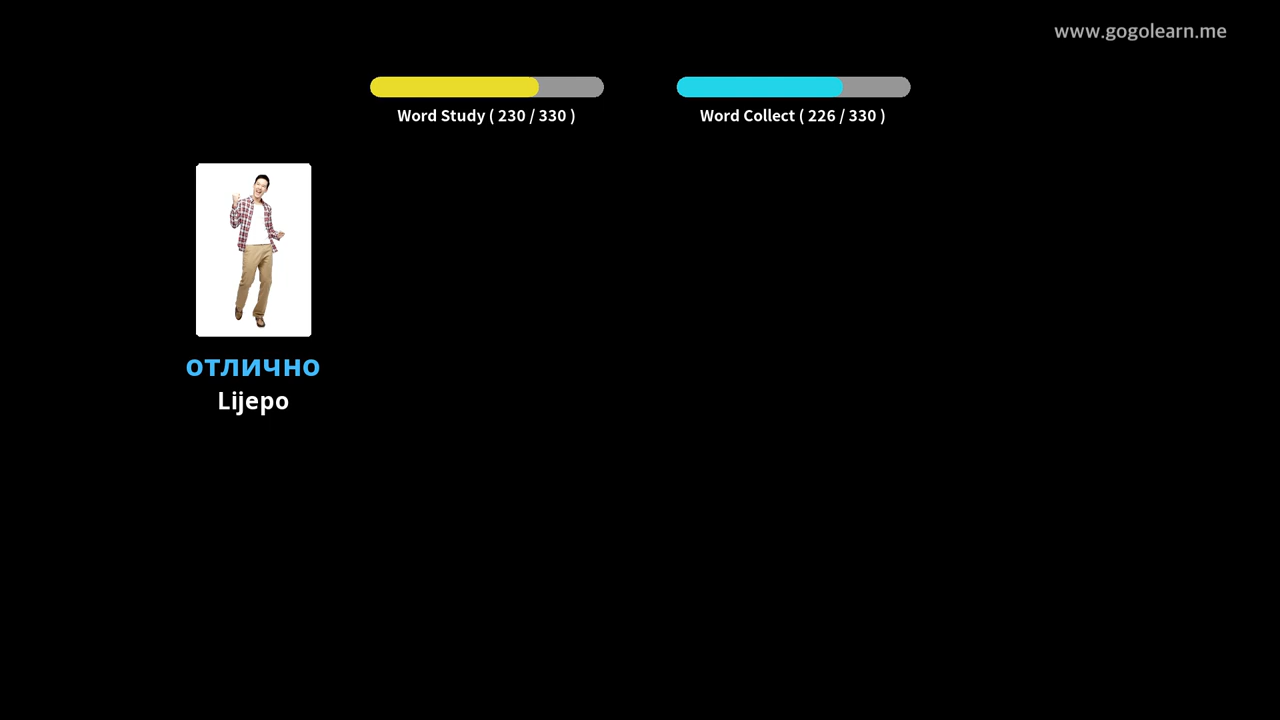 www.gogolearn.me
Word Study ( 230 / 330 )
Word Collect ( 226 / 330 )
отлично
Lijepo